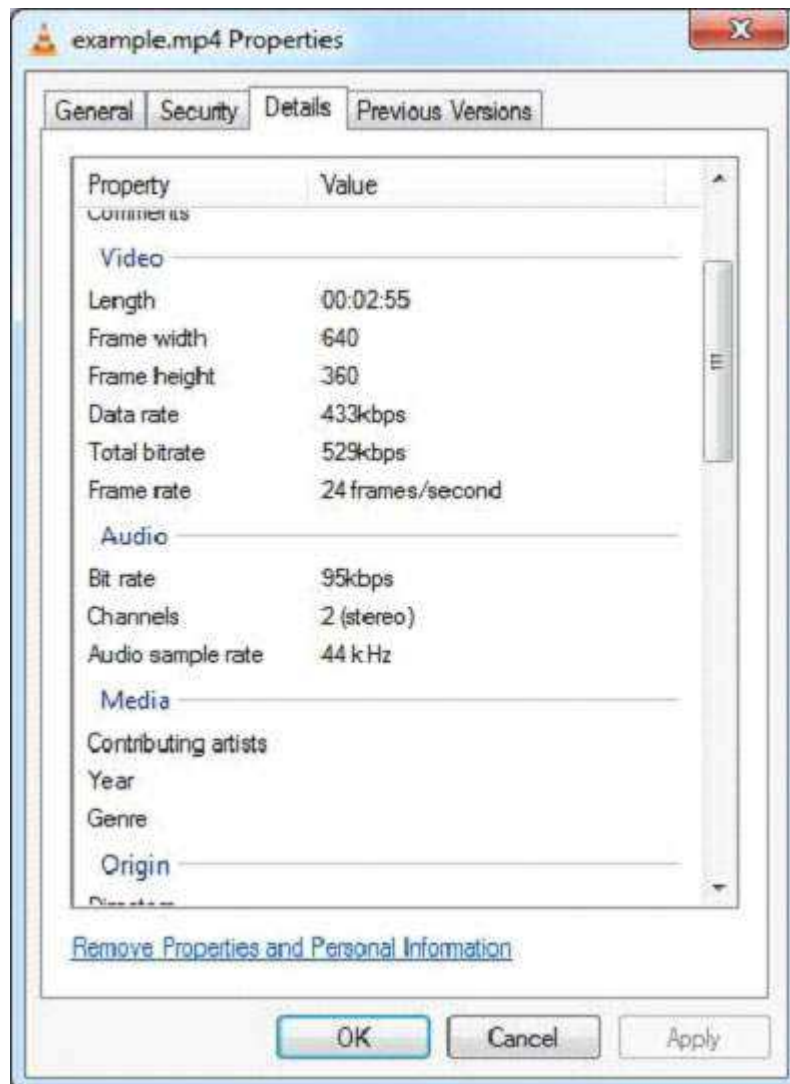 example.mp4 Properties
General Security Details Previous Versions
Property Value
Comments
Video
Length 00:02:55
Frame width 640
Frame height 360
Data rate 433kbps
Total bitrate 529kbps
Frame rate 24 frames/second
Audio
Bit rate 95kbps
Channels 2 (stereo)
Audio sample rate 44 kHz
Media
Contributing artists
Year
Genre
Origin
Directors
Remove Properties and Personal Information
OK Cancel Apply